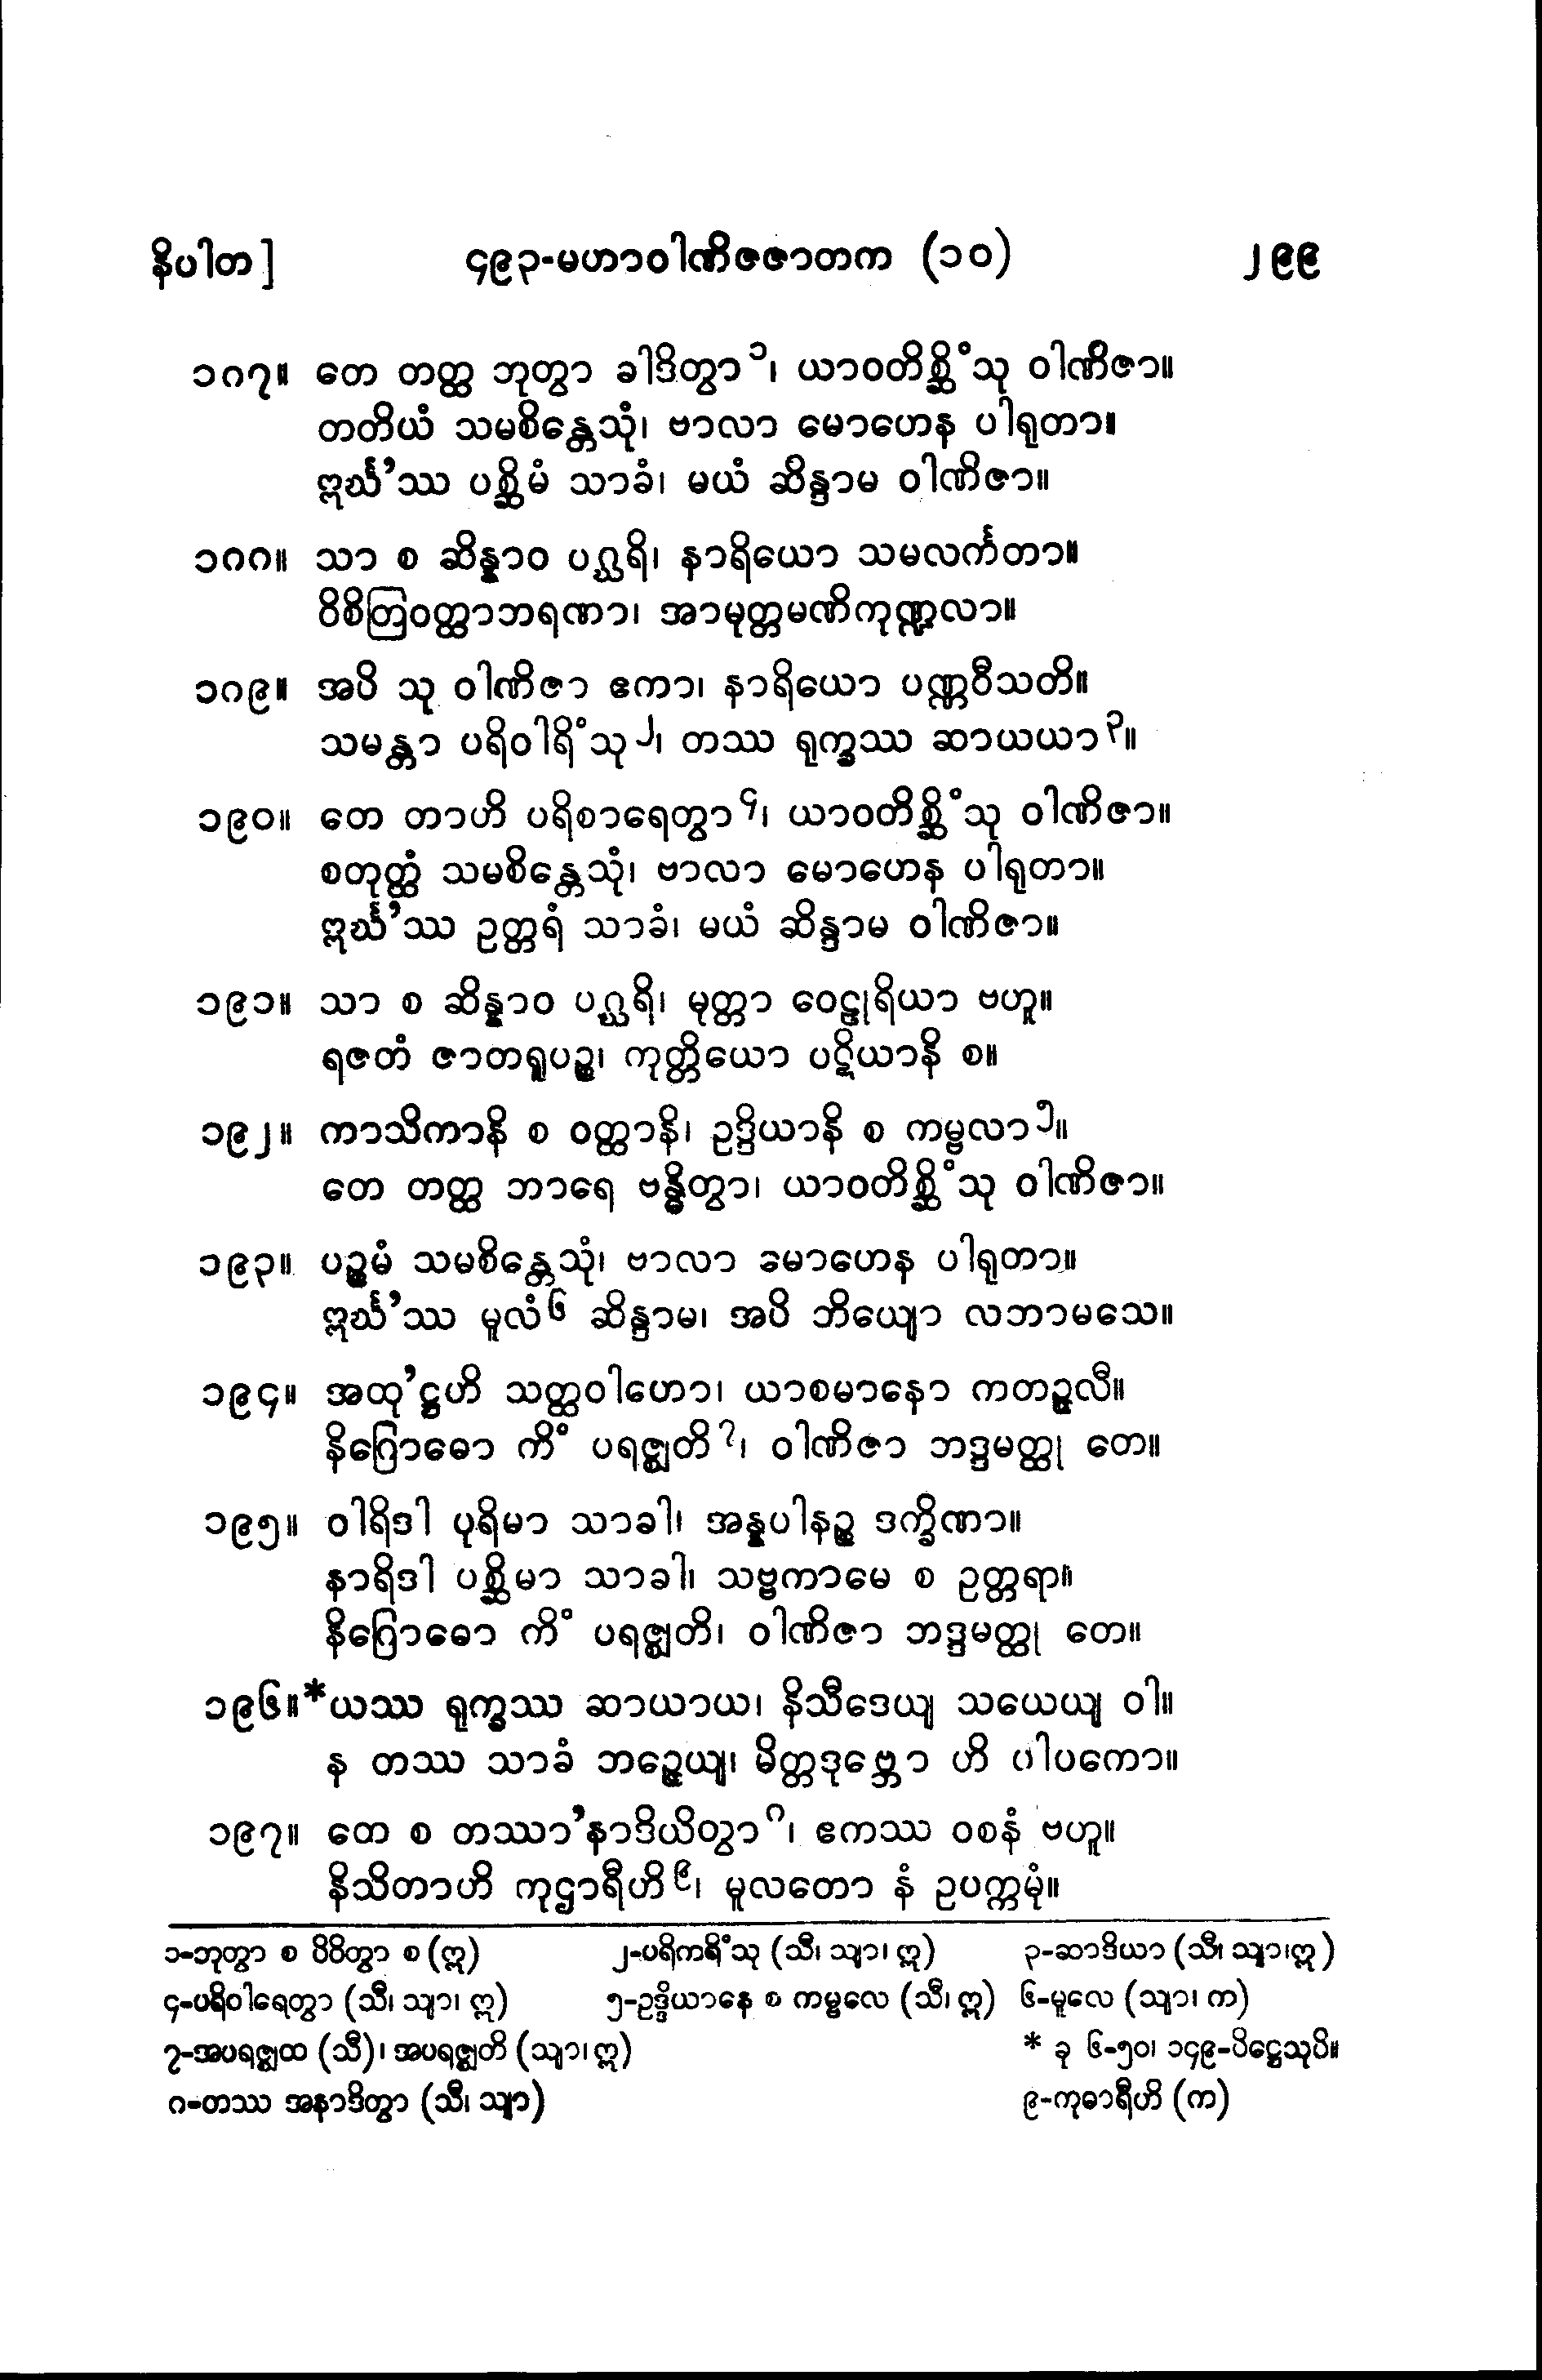 နိပါတ] ၄၉၃-မဟာဝါဏိဇဇာတက (၁၀) ၂၉၉
၁၈၇။ တေ တတ္ထ ဘုတွာ ခါဒိတွာ၁၊ ယာဝတိစ္ဆိံသု ဝါဏိဇာ။
တတိယံ သမစိန္တေသုံ၊ ဗာလာ မောဟေန ပါရုတာ။
ဣင်္ဃ’ဿ ပစ္ဆိမံ သာခံ၊ မယံ ဆိန္ဒာမ ဝါဏိဇာ။
၁၈၈။ သာ စ ဆိန္နာဝ ပဂ္ဃရိ၊ နာရိယော သမလင်္ကတာ။
ဝိစိတြဝတ္ထာဘရဏာ၊ အာမုတ္တမဏိကုဏ္ဍလာ။
၁၈၉။ အပိ သု ဝါဏိဇာ ဧကာ၊ နာရိယော ပဏ္ဏဝီသတိ။
သမန္တာ ပရိဝါရိံသု၂၊ တဿ ရုက္ခဿ ဆာယယာ၃။
၁၉၀။ တေ တာဟိ ပရိစာရေတွာ၄၊ ယာဝတိစ္ဆိံသု ဝါဏိဇာ။
စတုတ္ထံ သမစိန္တေသုံ၊ ဗာလာ မောဟေန ပါရုတာ။
ဣင်္ဃ’ဿ ဥတ္တရံ သာခံ၊ မယံ ဆိန္ဒာမ ဝါဏိဇာ။
၁၉၁။ သာ စ ဆိန္နာဝ ပဂ္ဃရိ၊ မုတ္တာ ဝေဠုရိယာ ဗဟူ။
ရဇတံ ဇာတရူပဉ္စ၊ ကုတ္တိယော ပဋိယာနိ စ။
၁၉၂။ ကာသိကာနိ စ ဝတ္ထာနိ၊ ဥဒ္ဒိယာနိ စ ကမ္ဗလာ၅။
တေ တတ္ထ ဘာရေ ဗန္ဓိတွာ၊ ယာဝတိစ္ဆိံသု ဝါဏိဇာ။
၁၉၃။ ပဉ္စမံ သမစိန္တေသုံ၊ ဗာလာ မောဟေန ပါရုတာ။
ဣင်္ဃ’ဿ မူလံ၆ ဆိန္ဒာမ၊ အပိ ဘိယျော လဘာမသေ။
၁၉၄။ အထု’ဋ္ဌဟိ သတ္ထဝါဟော၊ ယာစမာနော ကတဉ္ဇလီ။
နိဂြောဓော ကိံ ပရဇ္ဈတိ၇၊ ဝါဏိဇာ ဘဒ္ဒမတ္ထု တေ။
၁၉၅။ ဝါရိဒါ ပုရိမာ သာခါ၊ အန္နပါနဉ္စ ဒက္ခိဏာ။
နာရိဒါ ပစ္ဆိမာ သာခါ၊ သဗ္ဗကာမေ စ ဥတ္တရာ။
နိဂြောဓော ကိံ ပရဇ္ဈတိ၊ ဝါဏိဇာ ဘဒ္ဒမတ္ထု တေ။
၁၉၆။*ယဿ ရုက္ခဿ ဆာယာယ၊ နိသီဒေယျ သယေယျ ဝါ။
န တဿ သာခံ ဘဉ္ဇေယျ၊ မိတ္တဒုဗ္ဘော ဟိ ပါပကော။
၁၉၇။ တေ စ တဿာ’နာဒိယိတွာ၈၊ ဧကဿ ဝစနံ ဗဟူ။
နိသိတာဟိ ကုဌာရီဟိ၉၊ မူလတော နံ ဥပက္ကမုံ။
၁-ဘုတွာ စ ပိဝိတွာ စ (ဣ) ၂-ပရိကရိံသု (သီ၊ သျာ၊ ဣ) ၃-ဆာဒိယာ (သီ၊ သျာ၊ ဣ)
၄-ပရိဝါရေတွာ (သီ၊ သျာ၊ ဣ) ၅-ဥဒ္ဒိယာနေ စ ကမ္ဗလေ (သီ၊ ဣ) ၆-မူလေ (သျာ၊ က)
၇-အပရဇ္ဈထ (သီ)၊ အပရဇ္ဈတိ (သျာ၊ ဣ) * ခု ၆-၅၀၊ ၁၄၉-ပိဋ္ဌေသုပိ။
၈-တဿ အနာဒိတွာ (သီ၊ သျာ) ၉-ကုဓာရီဟိ (က)